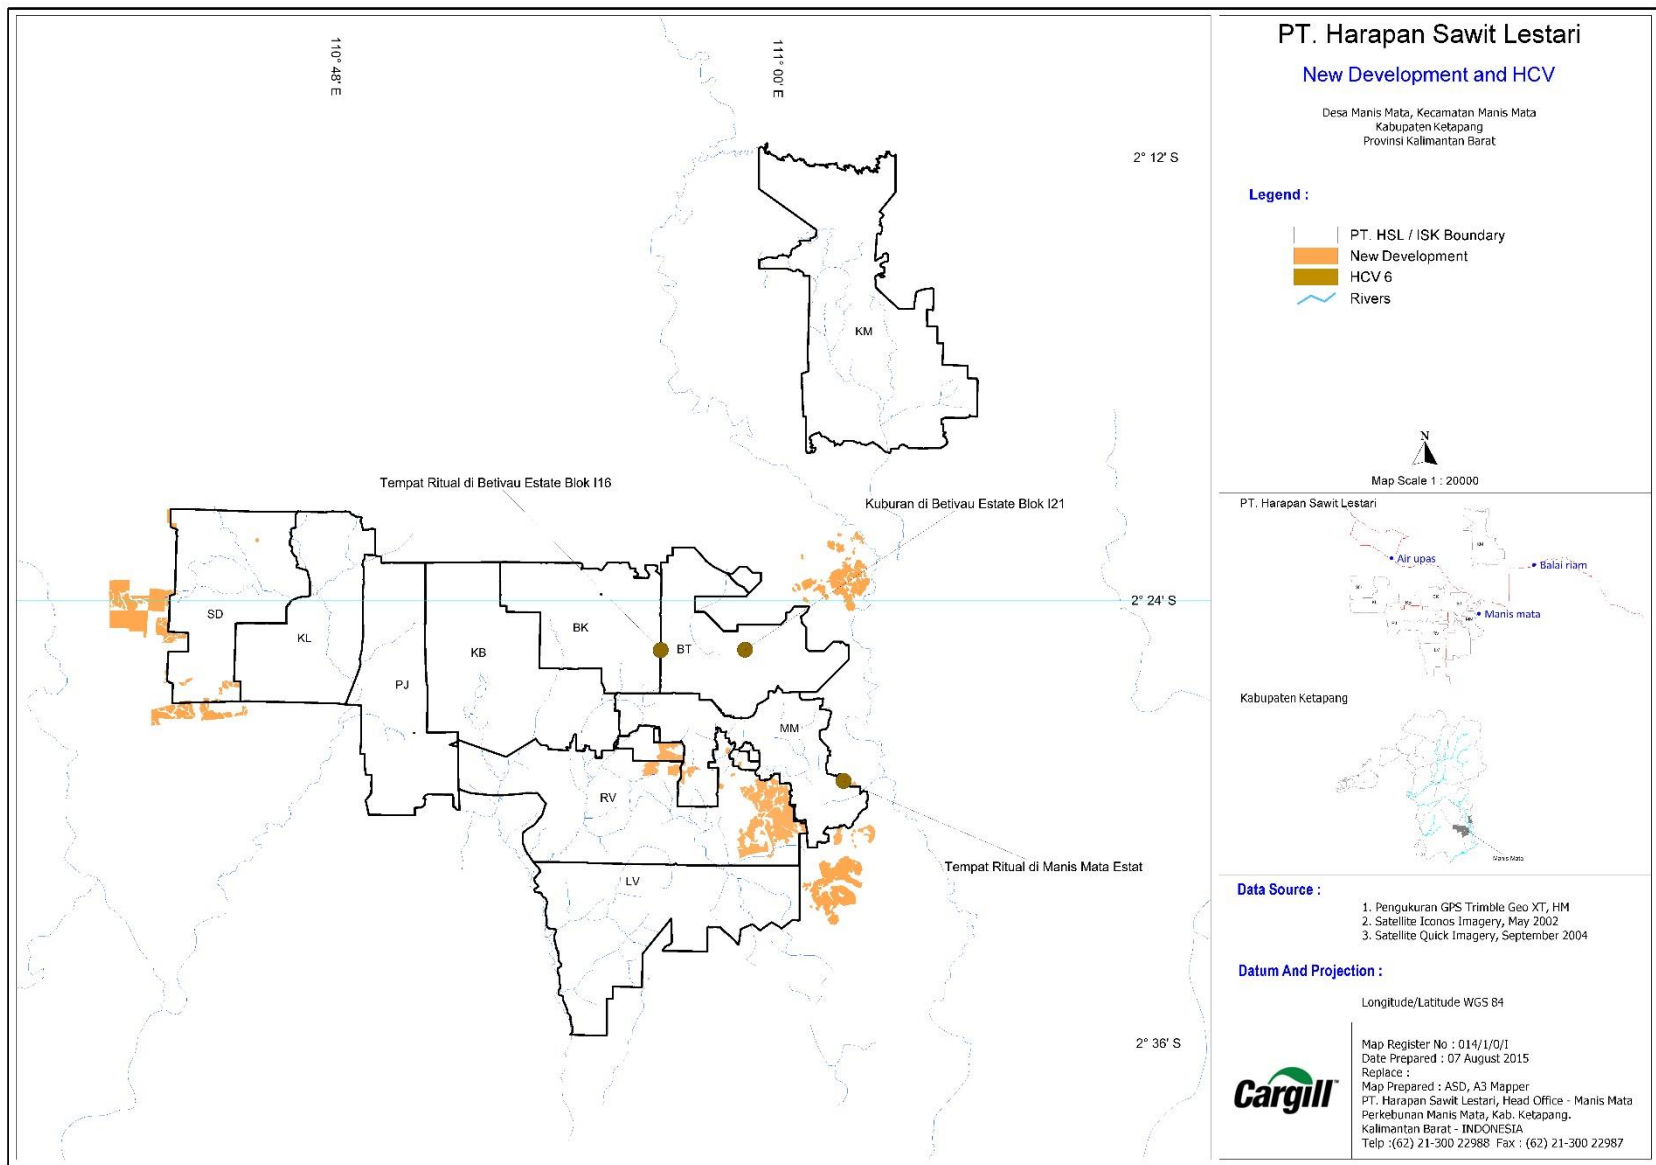 110° 48' E
111° 00' E
2° 12' S
KM
Tempat Ritual di Betivau Estate Blok I16
Kuburan di Betivau Estate Blok I21
2° 24' S
SD
KL
PJ
KB
BK
BT
MM
RV
LV
Tempat Ritual di Manis Mata Estat
2° 36' S
PT. Harapan Sawit Lestari
New Development and HCV
Desa Manis Mata, Kecamatan Manis Mata
Kabupaten Ketapang
Provinsi Kalimantan Barat
Legend :
PT. HSL / ISK Boundary
New Development
HCV 6
Rivers
N
Map Scale 1 : 20000
PT. Harapan Sawit Lestari
Air upas
Balai riam
Manis mata
Kabupaten Ketapang
Manis Mata
Data Source :
1. Pengukuran GPS Trimble Geo XT, HM
2. Satellite Iconos Imagery, May 2002
3. Satellite Quick Imagery, September 2004
Datum And Projection :
Longitude/Latitude WGS 84
Cargill™
Map Register No : 014/1/0/I
Date Prepared : 07 August 2015
Replace :
Map Prepared : ASD, A3 Mapper
PT. Harapan Sawit Lestari, Head Office - Manis Mata
Perkebunan Manis Mata, Kab. Ketapang.
Kalimantan Barat - INDONESIA
Telp :(62) 21-300 22988 Fax : (62) 21-300 22987